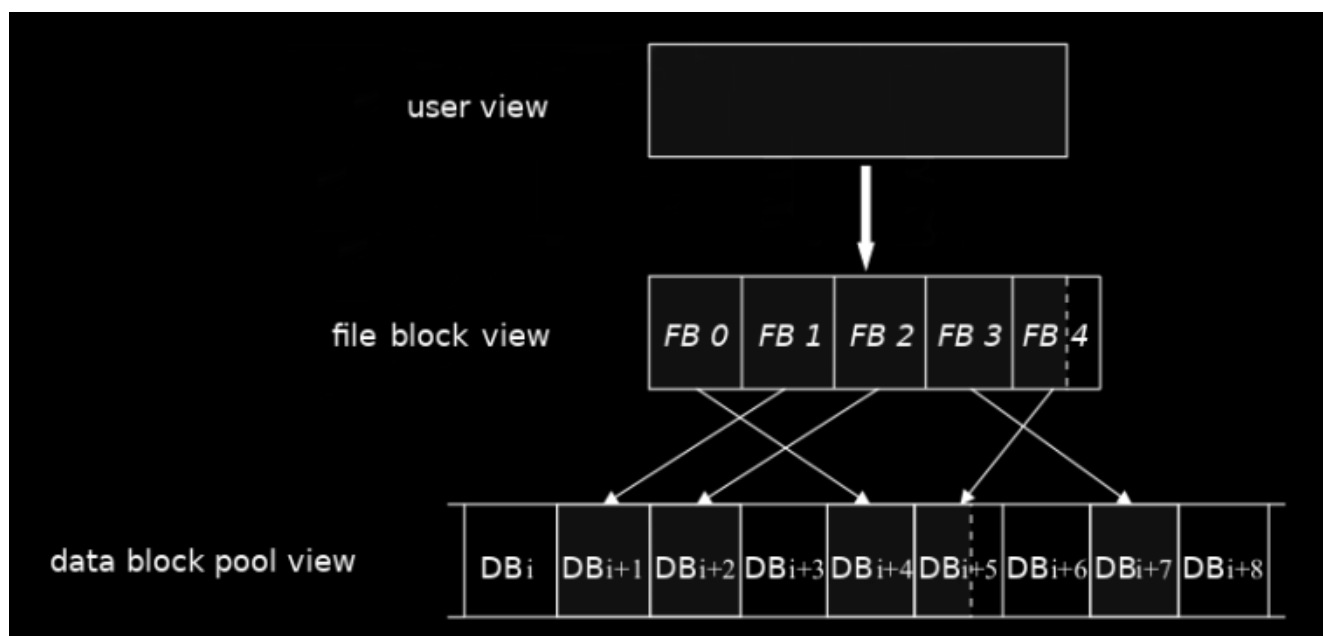 user view
file block view
FB 0 FB 1 FB 2 FB 3 FB 4
data block pool view
DBi DBi+1 DBi+2 DBi+3 DBi+4 DBi+5 DBi+6 DBi+7 DBi+8